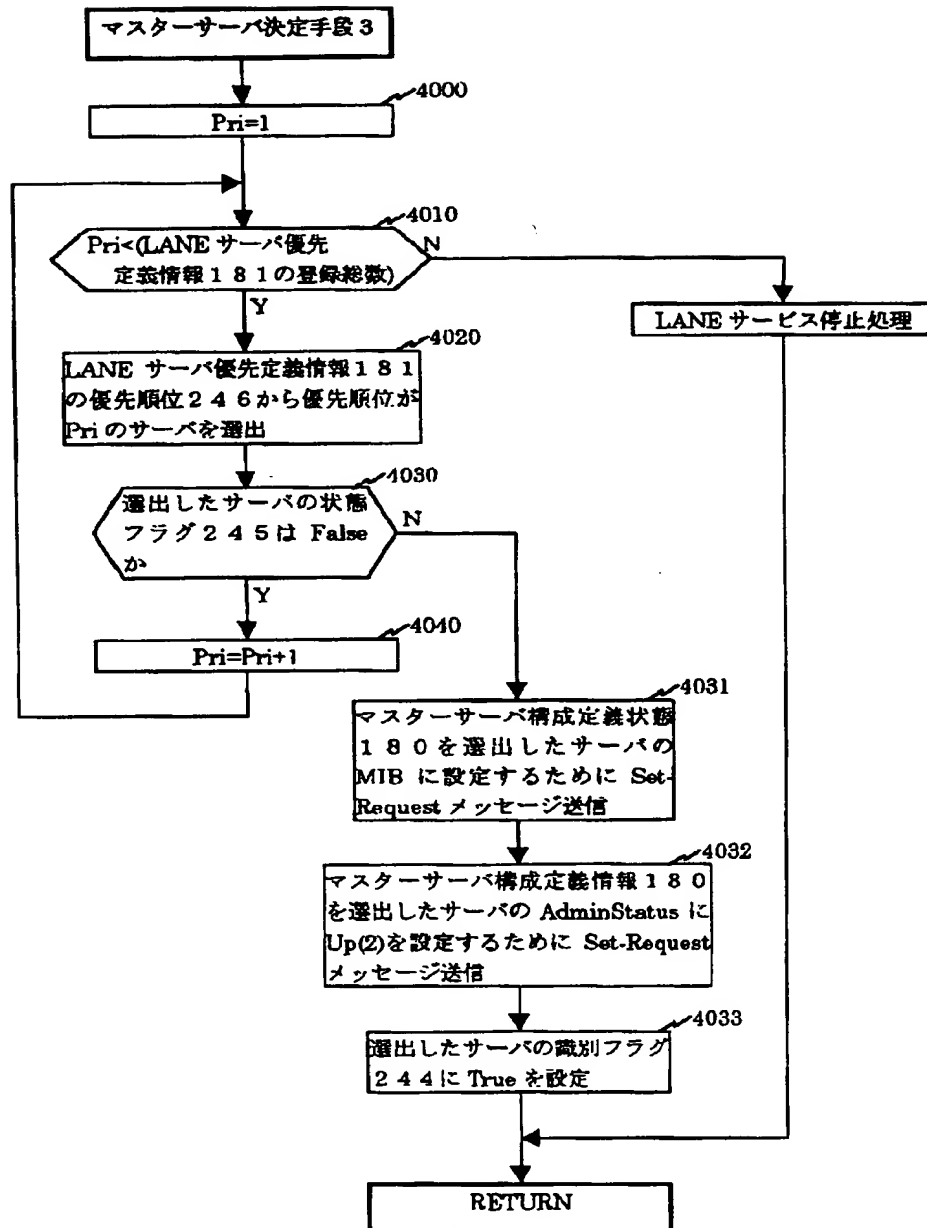 マスターサーバ決定手段3
4000
Pri=1
4010
Pri<(LANE サーバ優先
定義情報181の登録総数)
N
Y
LANE サービス停止処理
4020
LANE サーバ優先定義情報181
の優先順位246から優先順位が
Pri のサーバを選出
4030
選出したサーバの状態
フラグ245は False
か
N
Y
4040
Pri=Pri+1
4031
マスターサーバ構成定義状態
180を選出したサーバの
MIB に設定するために Set-
Request メッセージ送信
4032
マスターサーバ構成定義情報180
を選出したサーバの AdminStatus に
Up(2)を設定するために Set-Request
メッセージ送信
4033
選出したサーバの識別フラグ
244に True を設定
RETURN